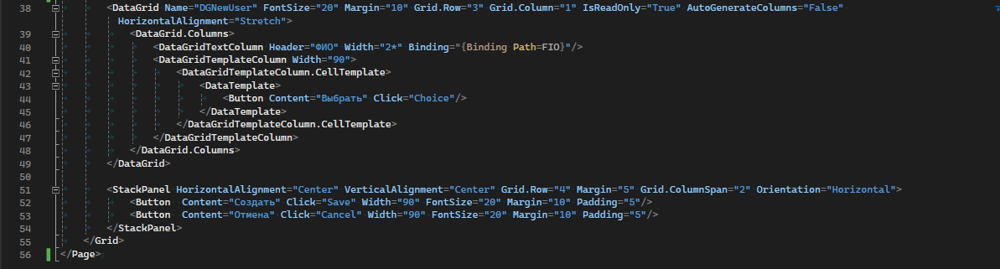 38 <DataGrid Name="DGNewUser" FontSize="20" Margin="10" Grid.Row="3" Grid.Column="1" IsReadOnly="True" AutoGenerateColumns="False"
HorizontalAlignment="Stretch">
39 <DataGrid.Columns>
40 <DataGridTextColumn Header="ФИО" Width="2*" Binding="{Binding Path=FIO}"/>
41 <DataGridTemplateColumn Width="90">
42 <DataGridTemplateColumn.CellTemplate>
43 <DataTemplate>
44 <Button Content="Выбрать" Click="Choice"/>
45 </DataTemplate>
46 </DataGridTemplateColumn.CellTemplate>
47 </DataGridTemplateColumn>
48 </DataGrid.Columns>
49 </DataGrid>
50
51 <StackPanel HorizontalAlignment="Center" VerticalAlignment="Center" Grid.Row="4" Margin="5" Grid.ColumnSpan="2" Orientation="Horizontal">
52 <Button  Content="Создать" Click="Save" Width="90" FontSize="20" Margin="10" Padding="5"/>
53 <Button  Content="Отмена" Click="Cancel" Width="90" FontSize="20" Margin="10" Padding="5"/>
54 </StackPanel>
55 </Grid>
56 </Page>